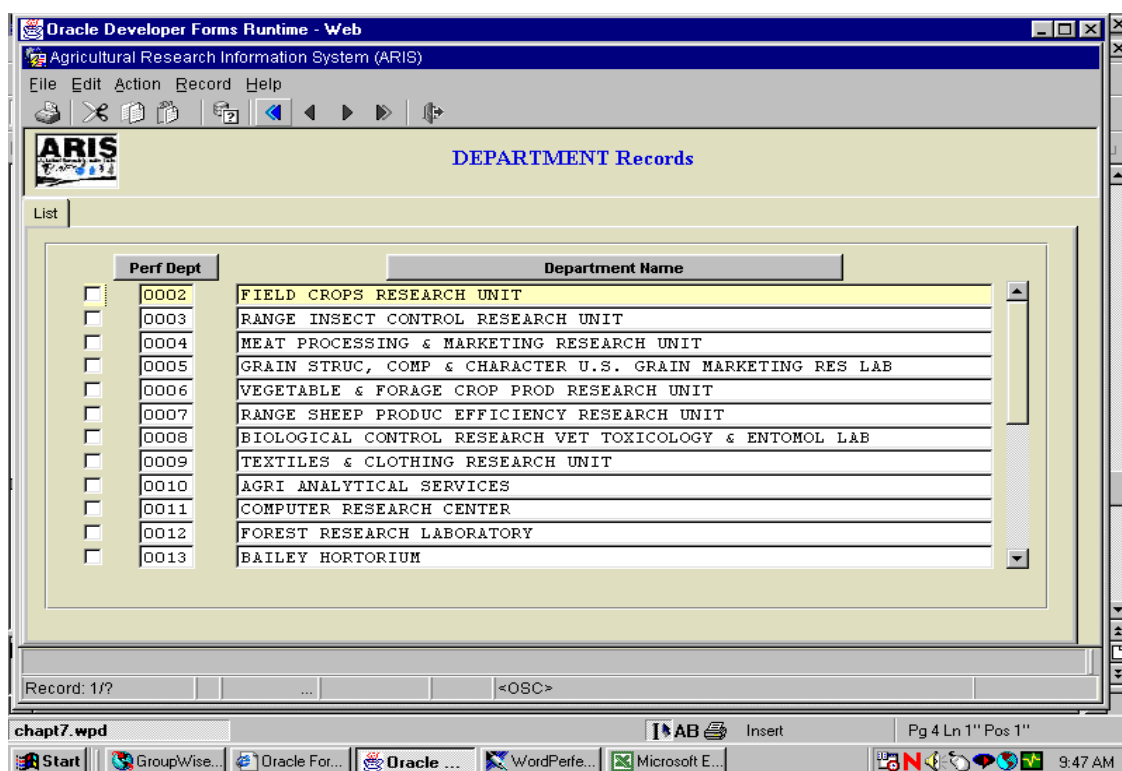 Oracle Developer Forms Runtime - Web
Agricultural Research Information System (ARIS)
File Edit Action Record Help
ARIS
DEPARTMENT Records
List
Perf Dept Department Name
0002 FIELD CROPS RESEARCH UNIT
0003 RANGE INSECT CONTROL RESEARCH UNIT
0004 MEAT PROCESSING & MARKETING RESEARCH UNIT
0005 GRAIN STRUC, COMP & CHARACTER U.S. GRAIN MARKETING RES LAB
0006 VEGETABLE & FORAGE CROP PROD RESEARCH UNIT
0007 RANGE SHEEP PRODUC EFFICIENCY RESEARCH UNIT
0008 BIOLOGICAL CONTROL RESEARCH VET TOXICOLOGY & ENTOMOL LAB
0009 TEXTILES & CLOTHING RESEARCH UNIT
0010 AGRI ANALYTICAL SERVICES
0011 COMPUTER RESEARCH CENTER
0012 FOREST RESEARCH LABORATORY
0013 BAILEY HORTORIUM
Record: 1/? ... <OSC>
chapt7.wpd AB Insert Pg 4 Ln 1" Pos 1"
Start GroupWise... Oracle For... Oracle ... WordPerfe... Microsoft E... N 9:47 AM